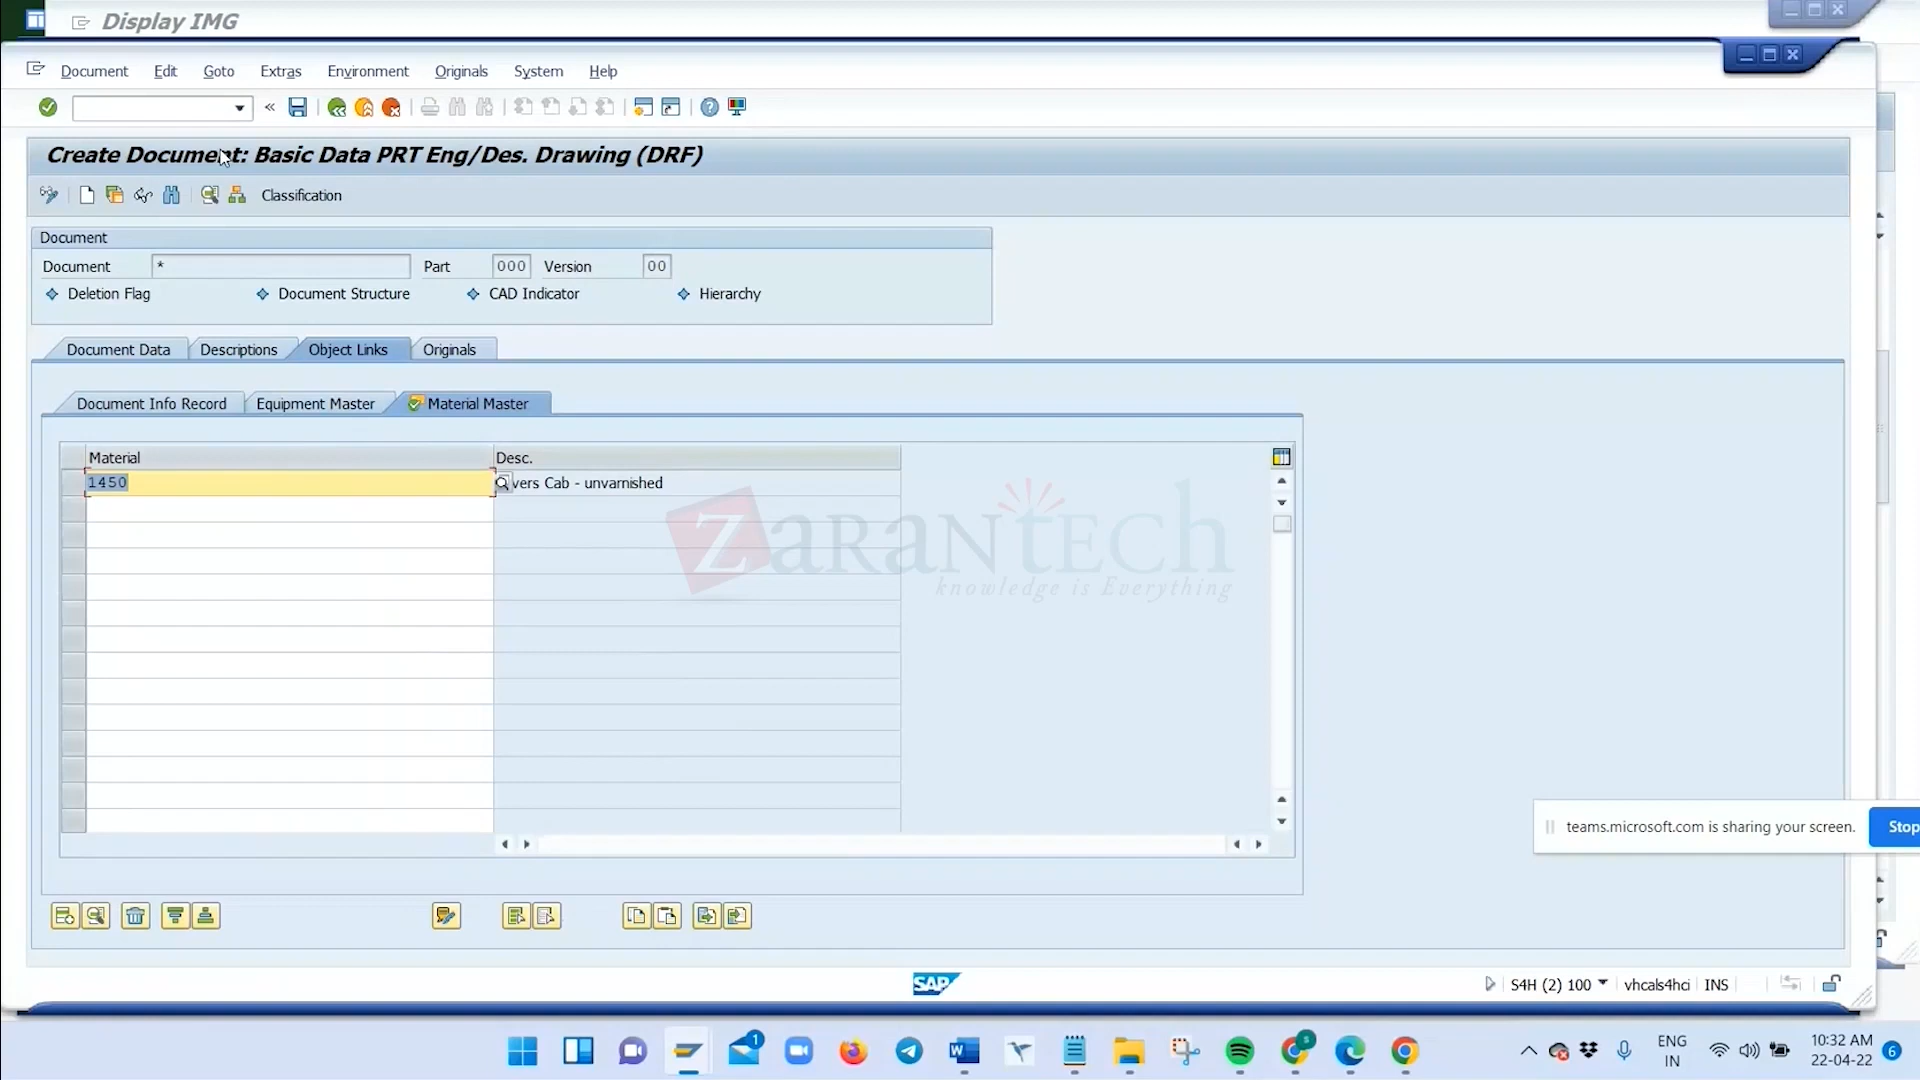 Display IMG
Document Edit Goto Extras Environment Originals System Help
«
Create Document: Basic Data PRT Eng/Des. Drawing (DRF)
Classification
Document
Document * Part 000 Version 00
Deletion Flag Document Structure CAD Indicator Hierarchy
Document Data Descriptions Object Links Originals
Document Info Record Equipment Master Material Master
Material Desc.
1450 vers Cab - unvarnished
ZaranTech
knowledge is Everything
teams.microsoft.com is sharing your screen. Stop
SAP
S4H (2) 100 vhcals4hci INS
1
S
ENG
IN
10:32 AM
22-04-22
6